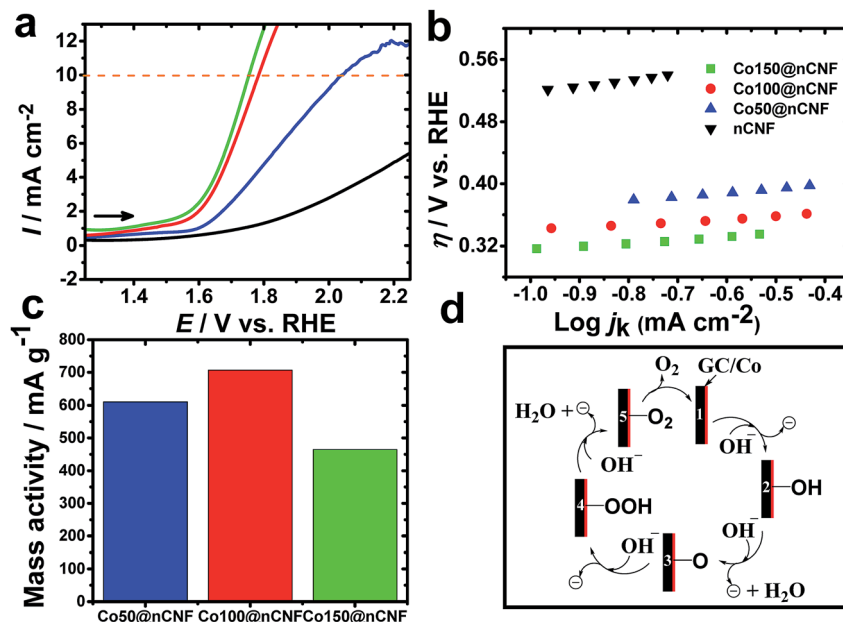 a
12
10
8
6
4
2
0
-2
I / mA cm-2
1.4
1.6
1.8
2.0
2.2
E / V vs. RHE
b
0.56
0.48
0.40
0.32
η / V vs. RHE
Co150@nCNF
Co100@nCNF
Co50@nCNF
nCNF
-1.0
-0.9
-0.8
-0.7
-0.6
-0.5
-0.4
Log jk (mA cm-2)
c
800
700
600
500
400
300
200
100
0
Mass activity / mA g-1
Co50@nCNF
Co100@nCNF
Co150@nCNF
d
O2
GC/Co
H2O + ⊖
5
O2
1
OH−
OH−
⊖
4
OOH
2
OH
OH−
OH−
3
O
⊖
⊖ + H2O